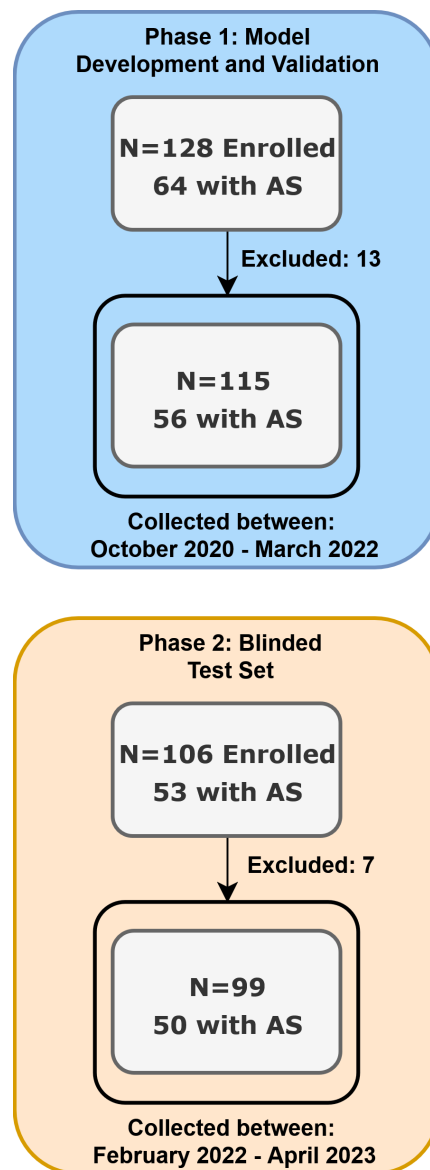 Phase 1: Model
Development and Validation
N=128 Enrolled
64 with AS
Excluded: 13
N=115
56 with AS
Collected between:
October 2020 - March 2022
Phase 2: Blinded
Test Set
N=106 Enrolled
53 with AS
Excluded: 7
N=99
50 with AS
Collected between:
February 2022 - April 2023